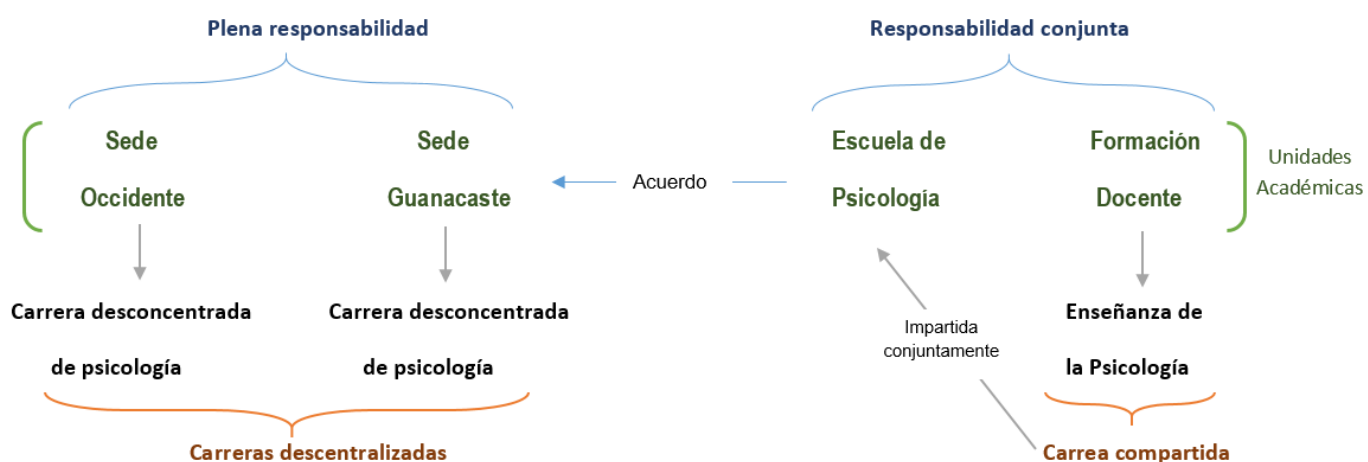 Plena responsabilidad
Responsabilidad conjunta
Sede
Occidente
Sede
Guanacaste
Acuerdo
Escuela de
Psicología
Formación
Docente
Unidades
Académicas
Carrera desconcentrada
de psicología
Carrera desconcentrada
de psicología
Impartida
conjuntamente
Enseñanza de
la Psicología
Carreras descentralizadas
Carrea compartida